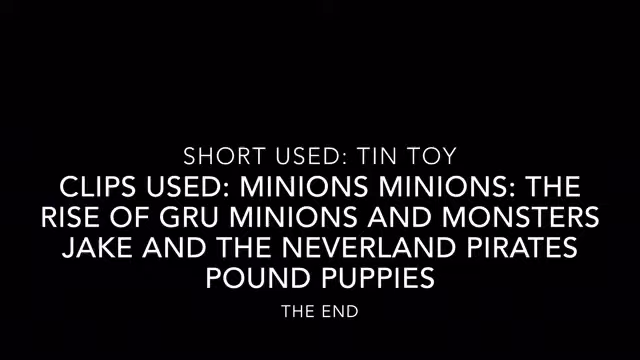 SHORT USED: TIN TOY
CLIPS USED: MINIONS MINIONS: THE
RISE OF GRU MINIONS AND MONSTERS
JAKE AND THE NEVERLAND PIRATES
POUND PUPPIES
THE END